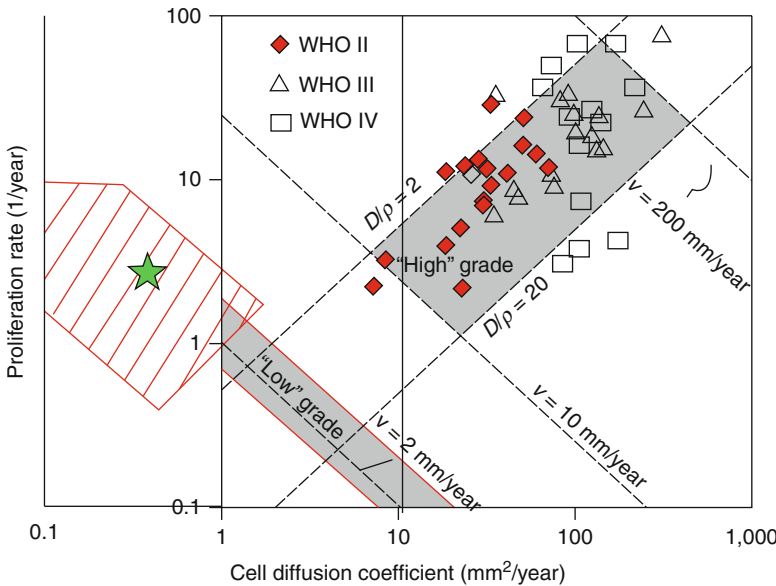 100
WHO II
WHO III
WHO IV
Proliferation rate (1/year)
10
D/ρ = 2
v = 200 mm/year
"High" grade
D/ρ = 20
1
"Low" grade
v = 2 mm/year
v = 10 mm/year
0.1
0.1
1
10
100
1,000
Cell diffusion coefficient (mm²/year)